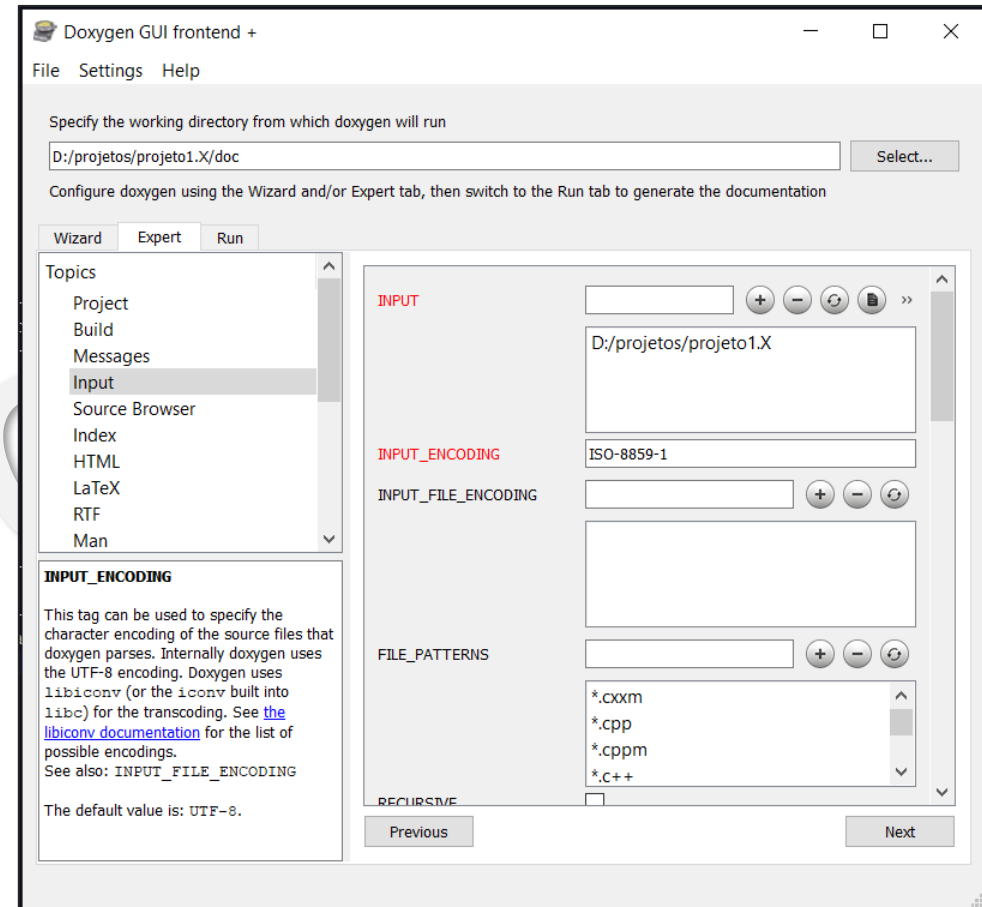 Doxygen GUI frontend +
File Settings Help
Specify the working directory from which doxygen will run
D:/projetos/projeto1.X/doc
Select...
Configure doxygen using the Wizard and/or Expert tab, then switch to the Run tab to generate the documentation
Wizard Expert Run
Topics
Project
Build
Messages
Input
Source Browser
Index
HTML
LaTeX
RTF
Man
INPUT_ENCODING
This tag can be used to specify the
character encoding of the source files that
doxygen parses. Internally doxygen uses
the UTF-8 encoding. Doxygen uses
libiconv (or the iconv built into
libc) for the transcoding. See the
libiconv documentation for the list of
possible encodings.
See also: INPUT_FILE_ENCODING
The default value is: UTF-8.
INPUT
D:/projetos/projeto1.X
INPUT_ENCODING
ISO-8859-1
INPUT_FILE_ENCODING
FILE_PATTERNS
*.cxxm
*.cpp
*.cppm
*.c++
RECURSIVE
Previous
Next